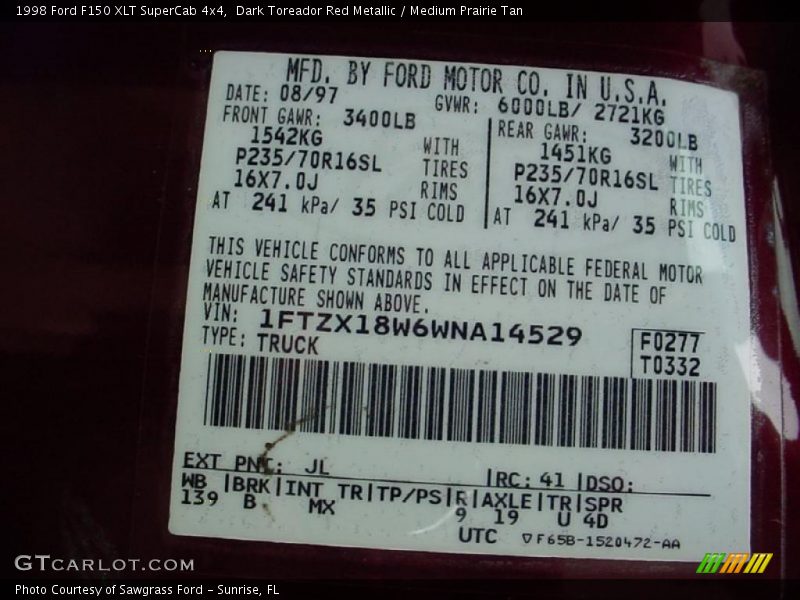 1998 Ford F150 XLT SuperCab 4x4,  Dark Toreador Red Metallic / Medium Prairie Tan
MFD. BY FORD MOTOR CO. IN U.S.A.
DATE: 08/97 GVWR: 6000LB/ 2721KG
FRONT GAWR: 3400LB REAR GAWR: 3200LB
1542KG WITH 1451KG WITH
P235/70R16SL TIRES P235/70R16SL TIRES
16X7.0J RIMS 16X7.0J RIMS
AT 241 kPa/ 35 PSI COLD AT 241 kPa/ 35 PSI COLD
THIS VEHICLE CONFORMS TO ALL APPLICABLE FEDERAL MOTOR
VEHICLE SAFETY STANDARDS IN EFFECT ON THE DATE OF
MANUFACTURE SHOWN ABOVE.
VIN: 1FTZX18W6WNA14529 F0277
TYPE: TRUCK T0332
EXT PNT: JL |RC: 41 |DSO:
WB |BRK|INT TR|TP/PS|R|AXLE|TR|SPR
139 B MX 9 19 U 4D
UTC ▽F65B-1520472-AA
GTCARLOT.COM
Photo Courtesy of Sawgrass Ford - Sunrise, FL